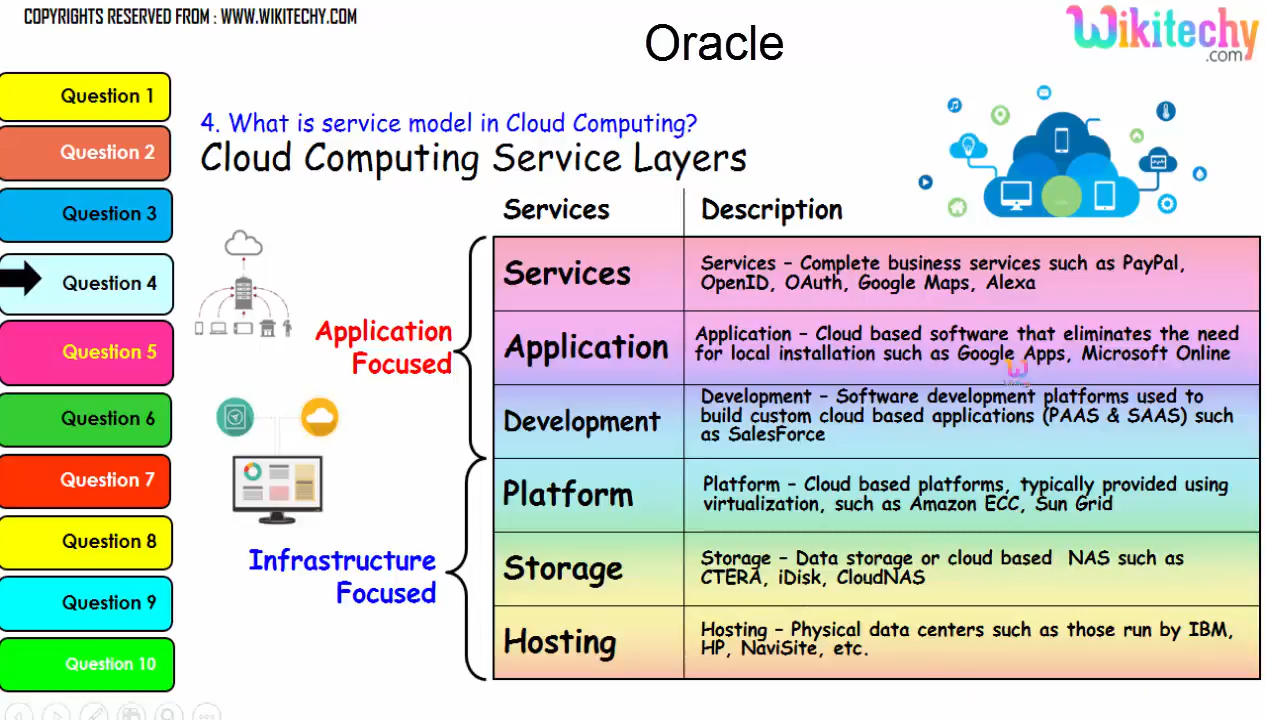 COPYRIGHTS RESERVED FROM : WWW.WIKITECHY.COM
Oracle
Wikitechy
.com
Question 1
Question 2
Question 3
Question 4
Question 5
Question 6
Question 7
Question 8
Question 9
Question 10
4. What is service model in Cloud Computing?
Cloud Computing Service Layers
Services
Description
Application
Focused
Infrastructure
Focused
Services
Services – Complete business services such as PayPal,
OpenID, OAuth, Google Maps, Alexa
Application
Application – Cloud based software that eliminates the need
for local installation such as Google Apps, Microsoft Online
Development
Development – Software development platforms used to
build custom cloud based applications (PAAS & SAAS) such
as SalesForce
Platform
Platform – Cloud based platforms, typically provided using
virtualization, such as Amazon ECC, Sun Grid
Storage
Storage – Data storage or cloud based NAS such as
CTERA, iDisk, CloudNAS
Hosting
Hosting – Physical data centers such as those run by IBM,
HP, NaviSite, etc.